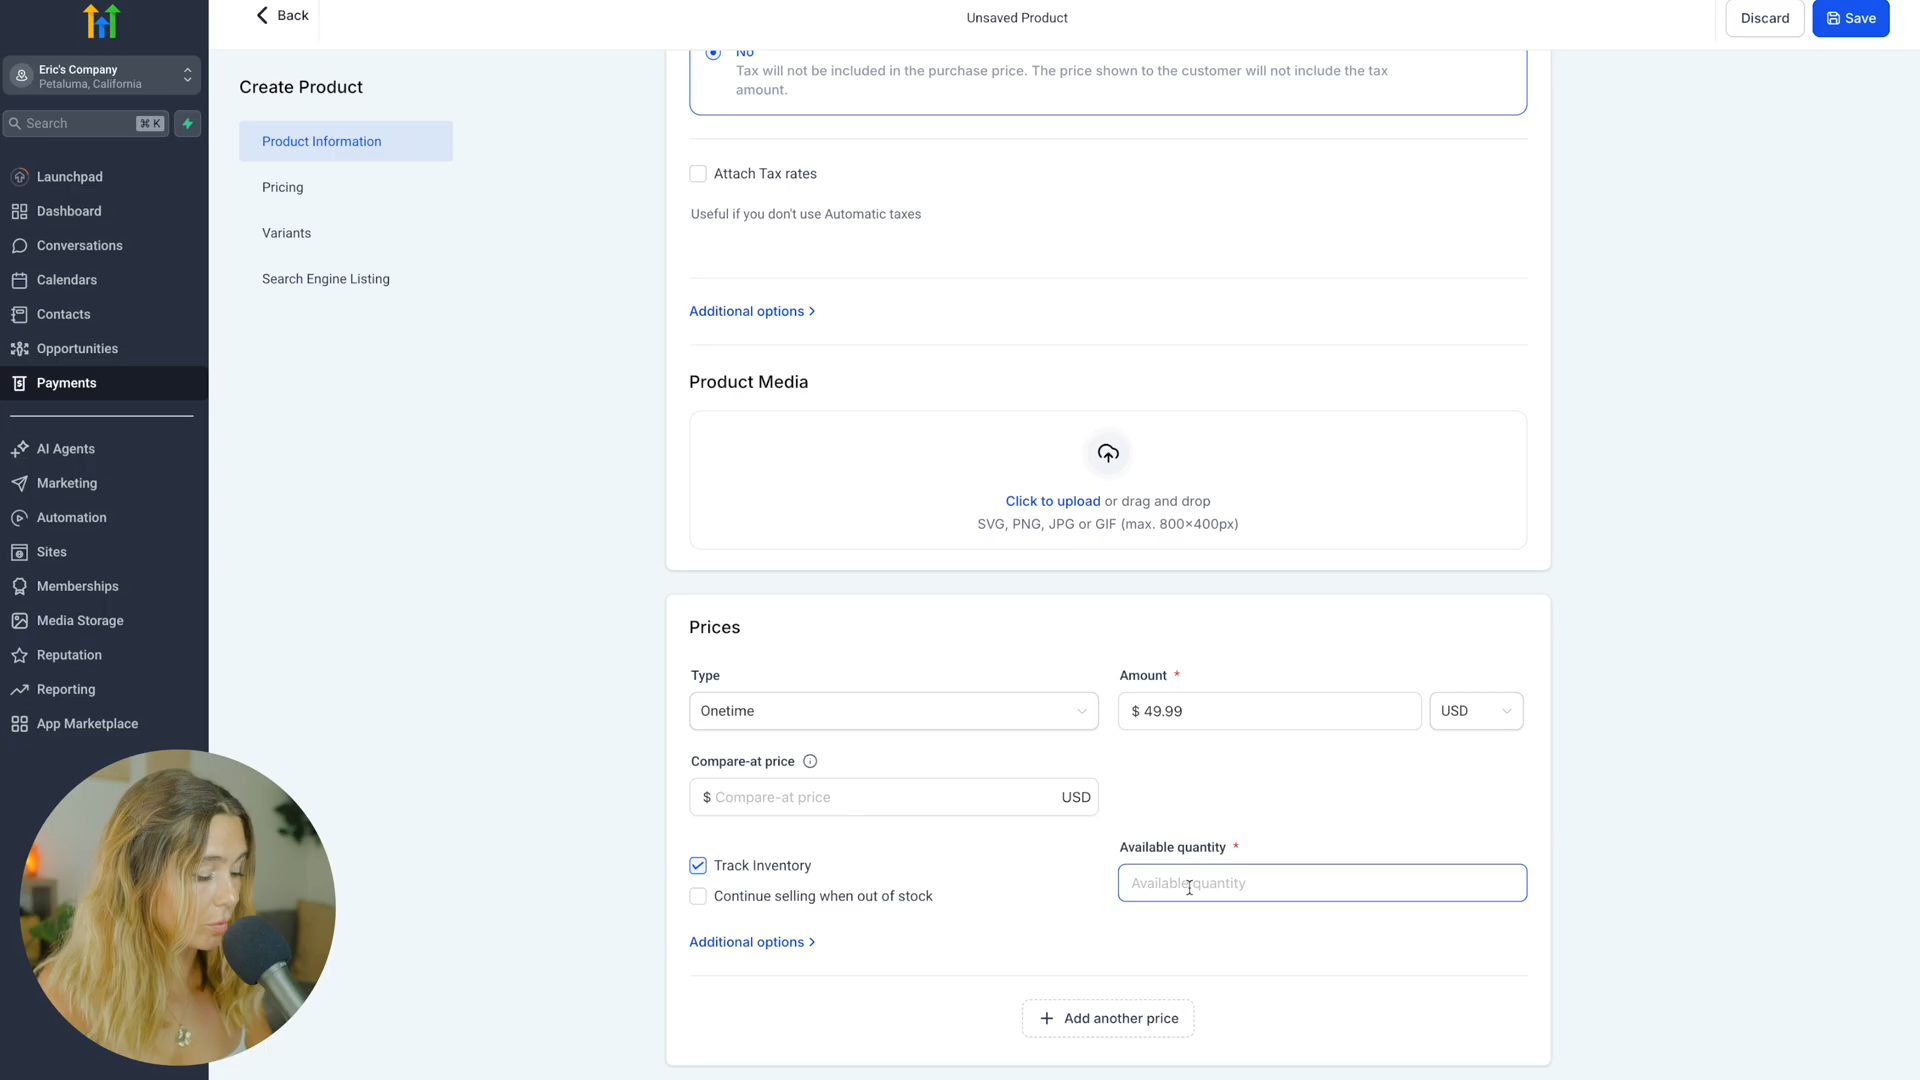 Back
Unsaved Product
Discard
Save
Eric's Company
Petaluma, California
Search
⌘ K
Launchpad
Dashboard
Conversations
Calendars
Contacts
Opportunities
Payments
AI Agents
Marketing
Automation
Sites
Memberships
Media Storage
Reputation
Reporting
App Marketplace
Create Product
Product Information
Pricing
Variants
Search Engine Listing
No
Tax will not be included in the purchase price. The price shown to the customer will not include the tax
amount.
Attach Tax rates
Useful if you don't use Automatic taxes
Additional options
Product Media
Click to upload or drag and drop
SVG, PNG, JPG or GIF (max. 800×400px)
Prices
Type
Amount *
Onetime
$ 49.99
USD
Compare-at price
$ Compare-at price
USD
Available quantity *
Track Inventory
Available quantity
Continue selling when out of stock
Additional options
+ Add another price